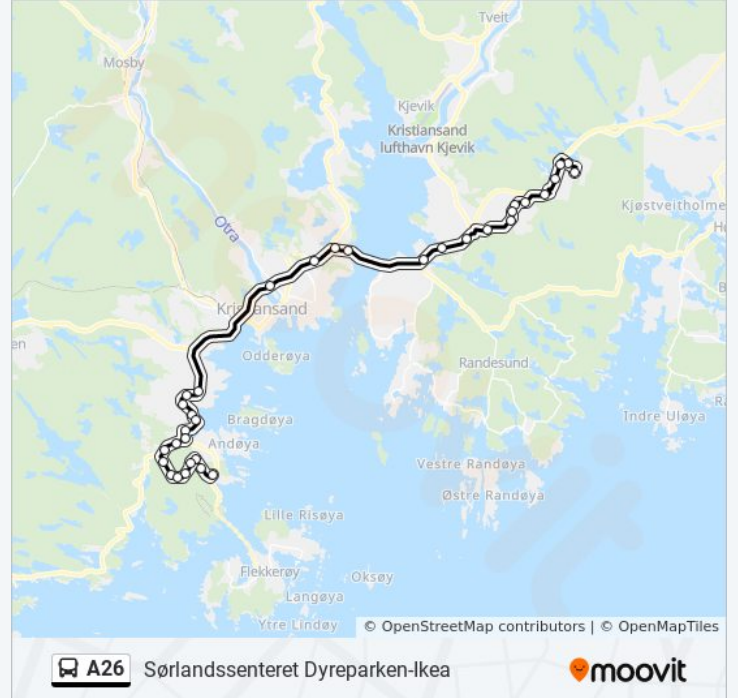 Tveit
Mosby
Kjevik
Kristiansand
lufthavn Kjevik
Kjøstveitholme
Otra
Kristiansand
en
Odderøya
Randesund
Bragdøya
Indre Uløya
Andøya
Vestre Randøya
Østre Randøya
Lille Risøya
Flekkerøy
Oksøy
Langøya
Ytre Lindøy
© OpenStreetMap contributors | © OpenMapTiles
A26 Sørlandssenteret Dyreparken-Ikea
moovit